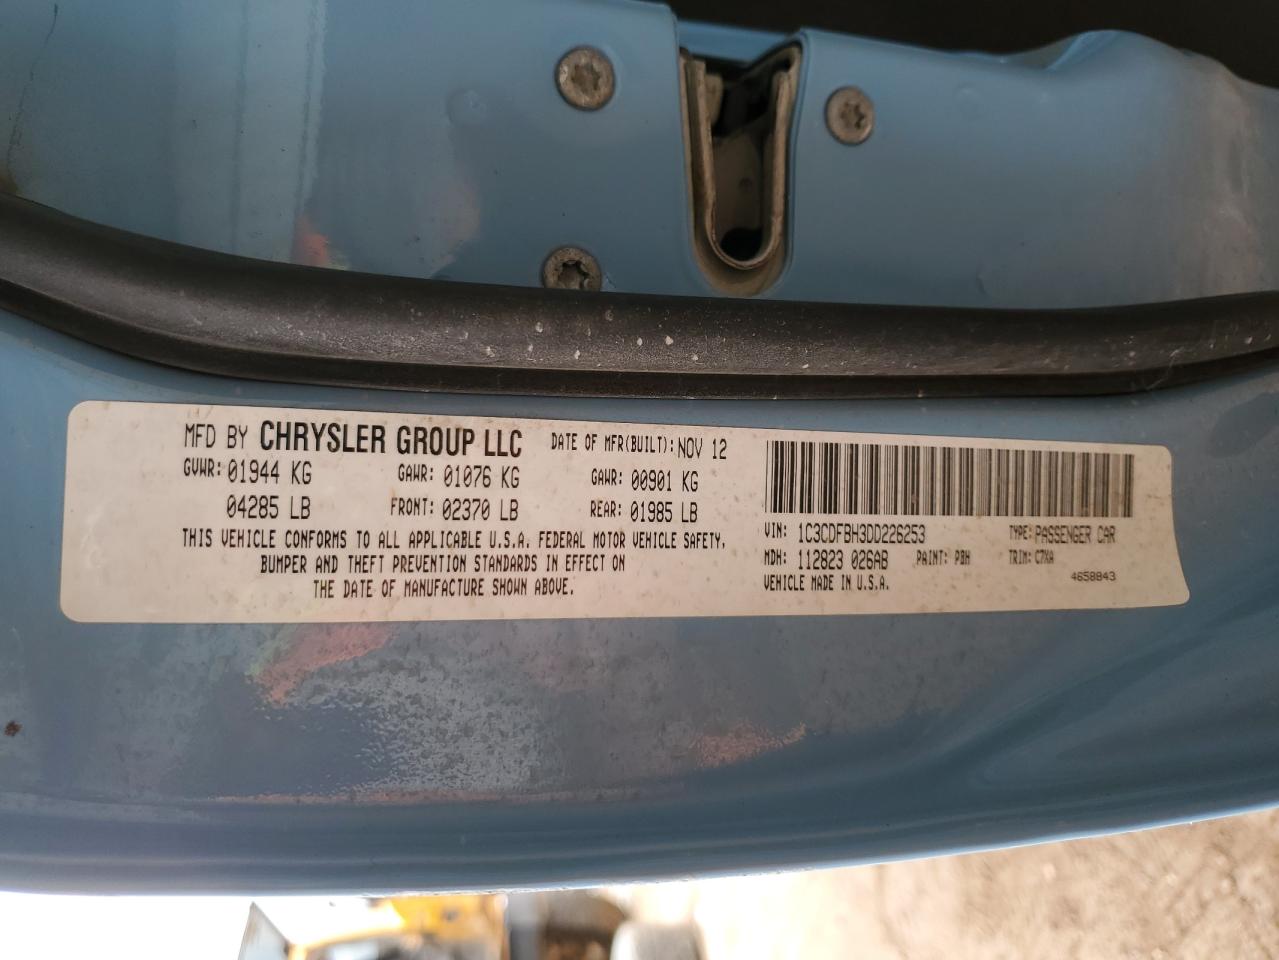 MFD BY CHRYSLER GROUP LLC DATE OF MFR(BUILT): NOV 12
GVWR: 01944 KG GAWR: 01076 KG GAWR: 00901 KG
04285 LB FRONT: 02370 LB REAR: 01985 LB
THIS VEHICLE CONFORMS TO ALL APPLICABLE U.S.A. FEDERAL MOTOR VEHICLE SAFETY,
BUMPER AND THEFT PREVENTION STANDARDS IN EFFECT ON
THE DATE OF MANUFACTURE SHOWN ABOVE.
VIN: 1C3CDFBH3DD226253 TYPE: PASSENGER CAR
MDH: 112823 026AB PAINT: PBH TRIM: C7XA
VEHICLE MADE IN U.S.A. 4658843